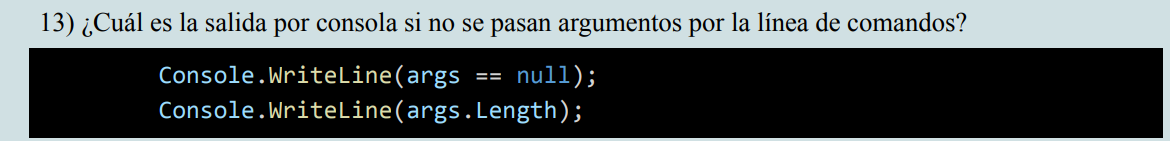 13) ¿Cuál es la salida por consola si no se pasan argumentos por la línea de comandos?
Console.WriteLine(args == null);
Console.WriteLine(args.Length);